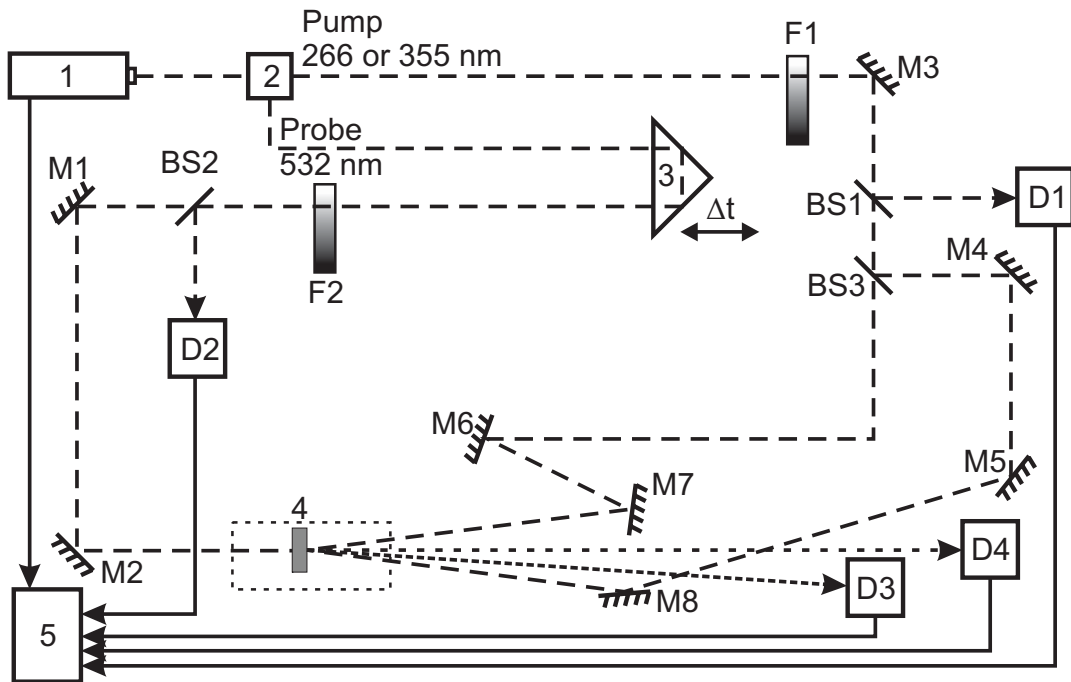 Pump
266 or 355 nm
F1
M3
1
2
Probe
532 nm
3
M1
BS2
Δt
BS1
D1
F2
M4
BS3
D2
M6
M5
M7
4
D4
M2
M8
D3
5